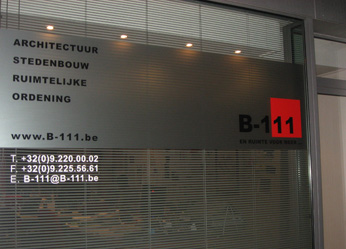 ARCHITECTUUR
STEDENBOUW
RUIMTELIJKE
ORDENING
B-111
www.B-111.be
T. +32(0)9.220.00.02
F. +32(0)9.225.56.61
E. B-111@B-111.be